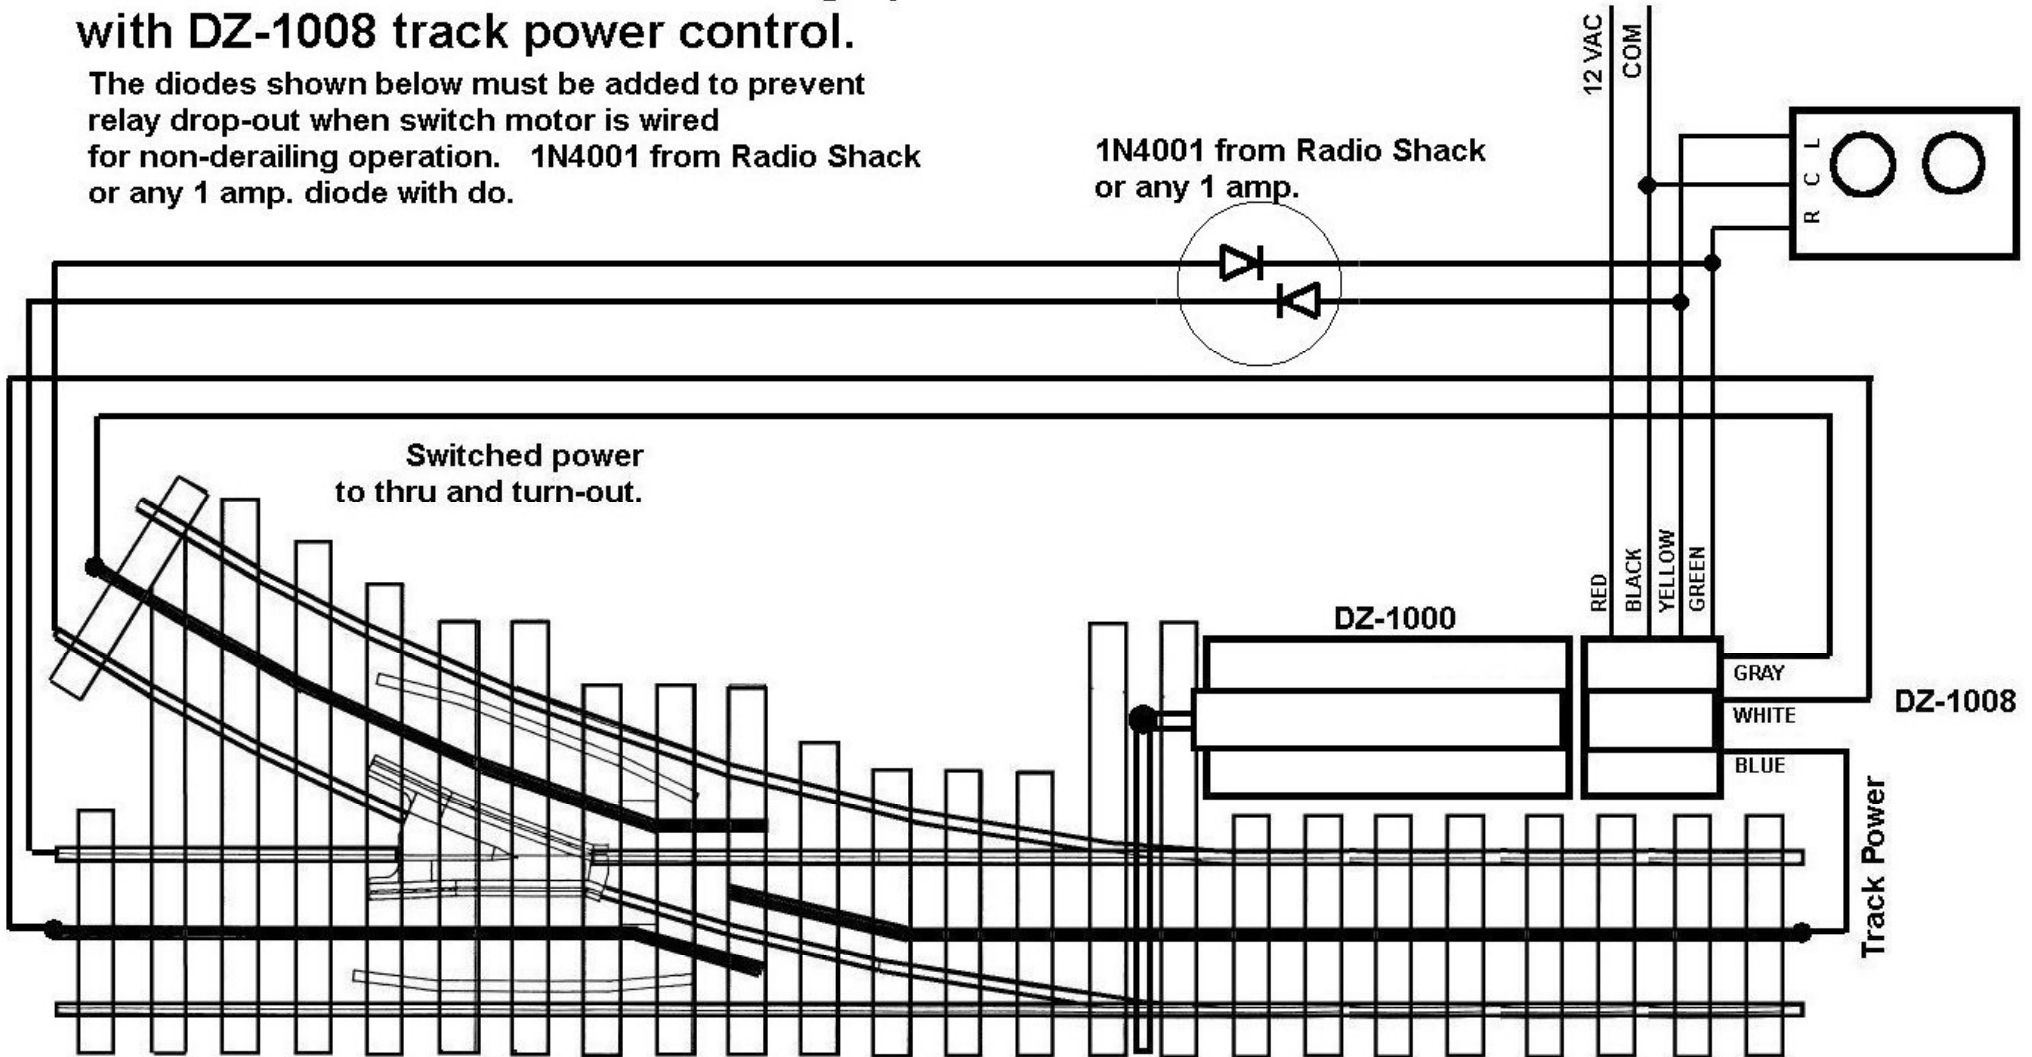 with DZ-1008 track power control.
The diodes shown below must be added to prevent
relay drop-out when switch motor is wired
for non-derailing operation. 1N4001 from Radio Shack
or any 1 amp. diode with do.
1N4001 from Radio Shack
or any 1 amp.
12 VAC
COM
L
C
R
Switched power
to thru and turn-out.
RED
BLACK
YELLOW
GREEN
DZ-1000
GRAY
WHITE
BLUE
DZ-1008
Track Power